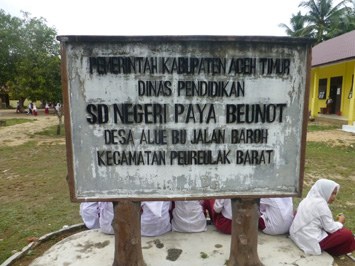 PEMERINTAH KABUPATEN ACEH TIMUR
DINAS PENDIDIKAN
SD NEGERI PAYA BEUNOT
DESA ALUE BU JALAN BAROH
KECAMATAN PEUREULAK BARAT